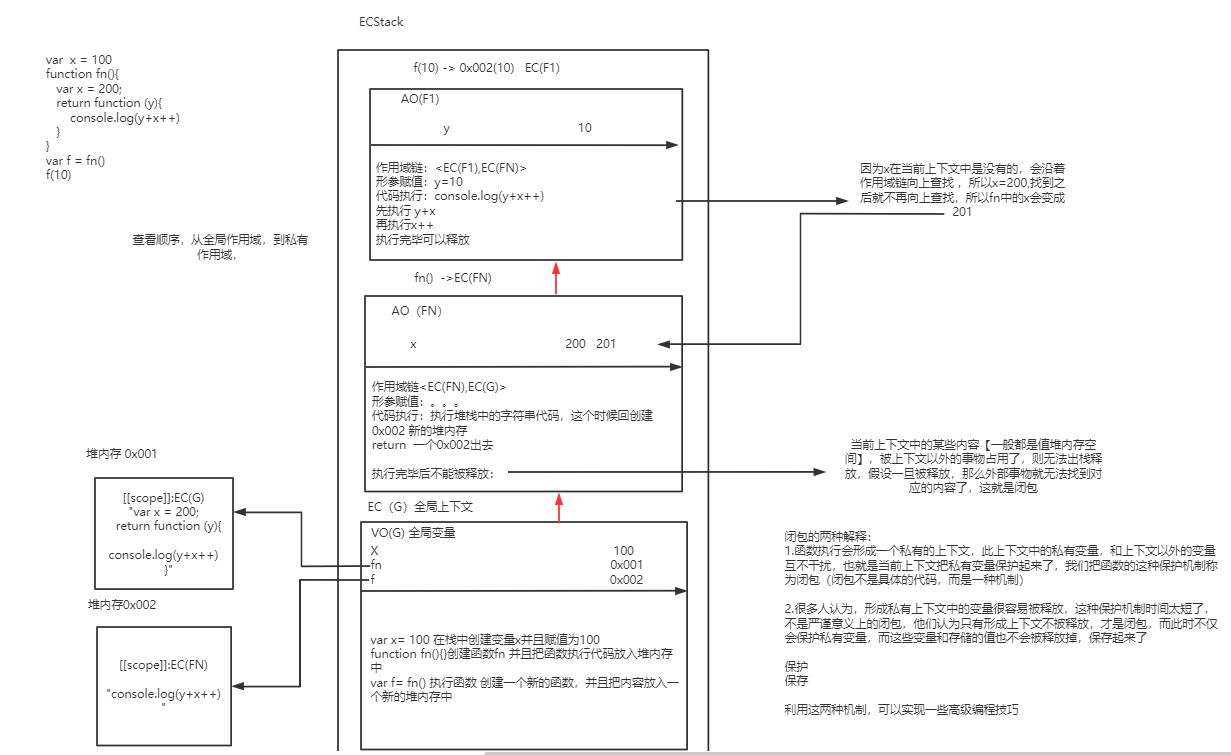 ECStack
var x = 100
function fn(){
var x = 200;
return function (y){
console.log(y+x++)
}
}
var f = fn()
f(10)
查看顺序，从全局作用域，到私有
作用域，
f(10) -> 0x002(10) EC(F1)
AO(F1)
y 10
作用域链：<EC(F1),EC(FN)>
形参赋值：y=10
代码执行：console.log(y+x++)
先执行 y+x
再执行x++
执行完毕可以释放
因为x在当前上下文中是没有的，会沿着
作用域链向上查找 ，所以x=200,找到之
后就不再向上查找，所以fn中的x会变成
201
fn() ->EC(FN)
AO（FN）
x 200 201
作用域链<EC(FN),EC(G)>
形参赋值：。。。
代码执行：执行堆栈中的字符串代码，这个时候回创建
0x002 新的堆内存
return 一个0x002出去
执行完毕后不能被释放：
当前上下文中的某些内容【一般都是值堆内存空
间】，被上下文以外的事物占用了，则无法出栈释
放，假设一旦被释放，那么外部事物就无法找到对
应的内容了，这就是闭包
堆内存 0x001
[[scope]]:EC(G)
"var x = 200;
return function (y){
console.log(y+x++)
}"
堆内存0x002
[[scope]]:EC(FN)
"console.log(y+x++)
"
EC（G）全局上下文
VO(G) 全局变量
X 100
fn 0x001
f 0x002
var x= 100 在栈中创建变量x并且赋值为100
function fn(){}创建函数fn 并且把函数执行代码放入堆内存
中
var f= fn() 执行函数 创建一个新的函数，并且把内容放入一
个新的堆内存中
闭包的两种解释：
1.函数执行会形成一个私有的上下文，此上下文中的私有变量，和上下文以外的变量
互不干扰，也就是当前上下文把私有变量保护起来了，我们把函数的这种保护机制称
为闭包（闭包不是具体的代码，而是一种机制）
2.很多人认为，形成私有上下文中的变量很容易被释放，这种保护机制时间太短了，
不是严谨意义上的闭包，他们认为只有形成上下文不被释放，才是闭包，而此时不仅
会保护私有变量，而这些变量和存储的值也不会被释放掉，保存起来了
保护
保存
利用这两种机制，可以实现一些高级编程技巧